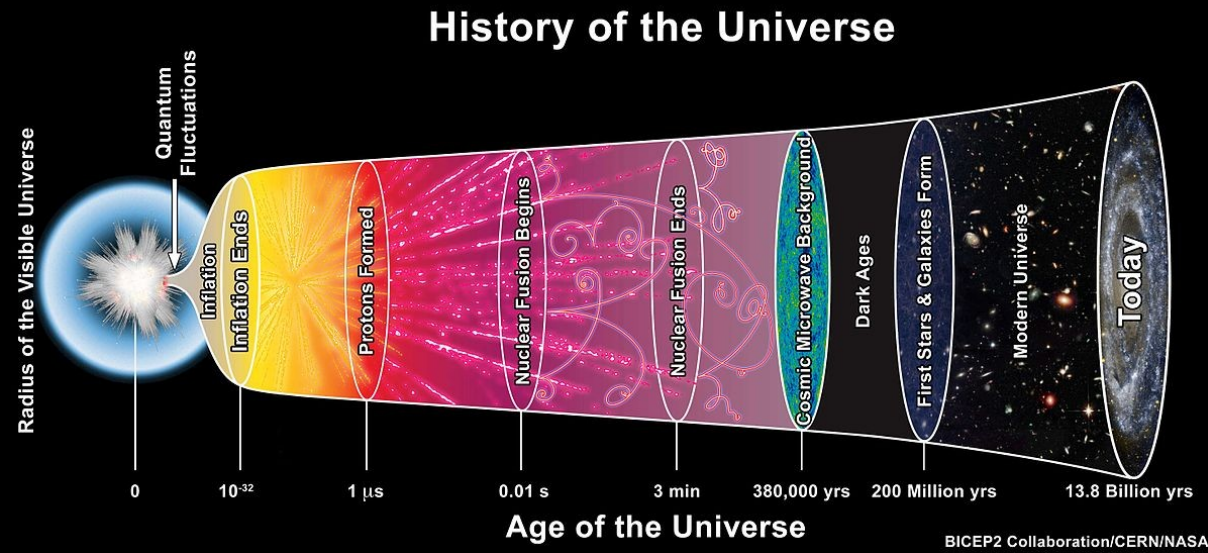 History of the Universe
Radius of the Visible Universe
Quantum
Fluctuations
Inflation
Inflation Ends
Protons Formed
Nuclear Fusion Begins
Nuclear Fusion Ends
Cosmic Microwave Background
Dark Ages
First Stars & Galaxies Form
Modern Universe
Today
0
10⁻³²
1 µs
0.01 s
3 min
380,000 yrs
200 Million yrs
13.8 Billion yrs
Age of the Universe
BICEP2 Collaboration/CERN/NASA